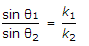 sin θ1 / sin θ2 = k1 / k2